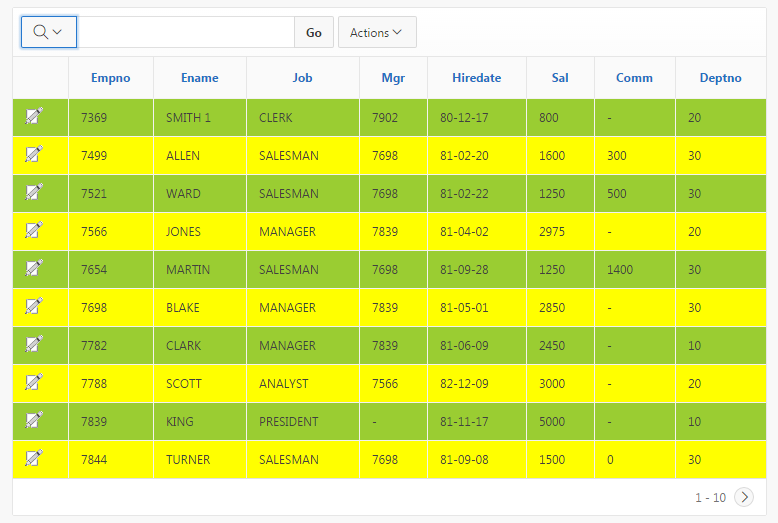 Go Actions
Empno Ename Job Mgr Hiredate Sal Comm Deptno
7369 SMITH 1 CLERK 7902 80-12-17 800 - 20
7499 ALLEN SALESMAN 7698 81-02-20 1600 300 30
7521 WARD SALESMAN 7698 81-02-22 1250 500 30
7566 JONES MANAGER 7839 81-04-02 2975 - 20
7654 MARTIN SALESMAN 7698 81-09-28 1250 1400 30
7698 BLAKE MANAGER 7839 81-05-01 2850 - 30
7782 CLARK MANAGER 7839 81-06-09 2450 - 10
7788 SCOTT ANALYST 7566 82-12-09 3000 - 20
7839 KING PRESIDENT - 81-11-17 5000 - 10
7844 TURNER SALESMAN 7698 81-09-08 1500 0 30
1 - 10